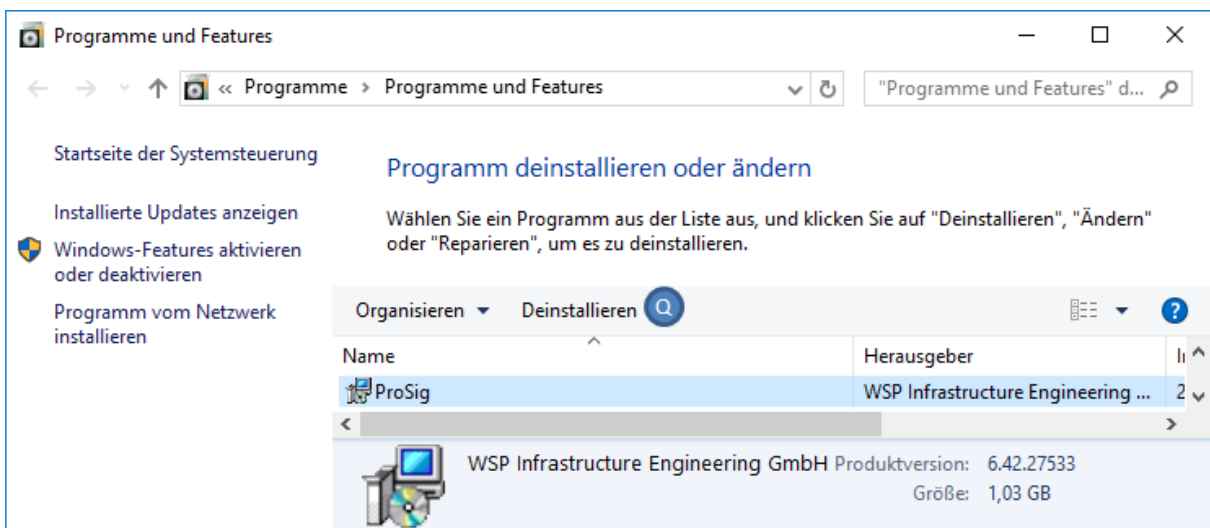 Programme und Features
« Programme > Programme und Features
"Programme und Features" d...
Startseite der Systemsteuerung
Installierte Updates anzeigen
Windows-Features aktivieren
oder deaktivieren
Programm vom Netzwerk
installieren
Programm deinstallieren oder ändern
Wählen Sie ein Programm aus der Liste aus, und klicken Sie auf "Deinstallieren", "Ändern"
oder "Reparieren", um es zu deinstallieren.
Organisieren Deinstallieren Q ?
Name Herausgeber
ProSig WSP Infrastructure Engineering ... 2
WSP Infrastructure Engineering GmbH Produktversion: 6.42.27533
Größe: 1,03 GB